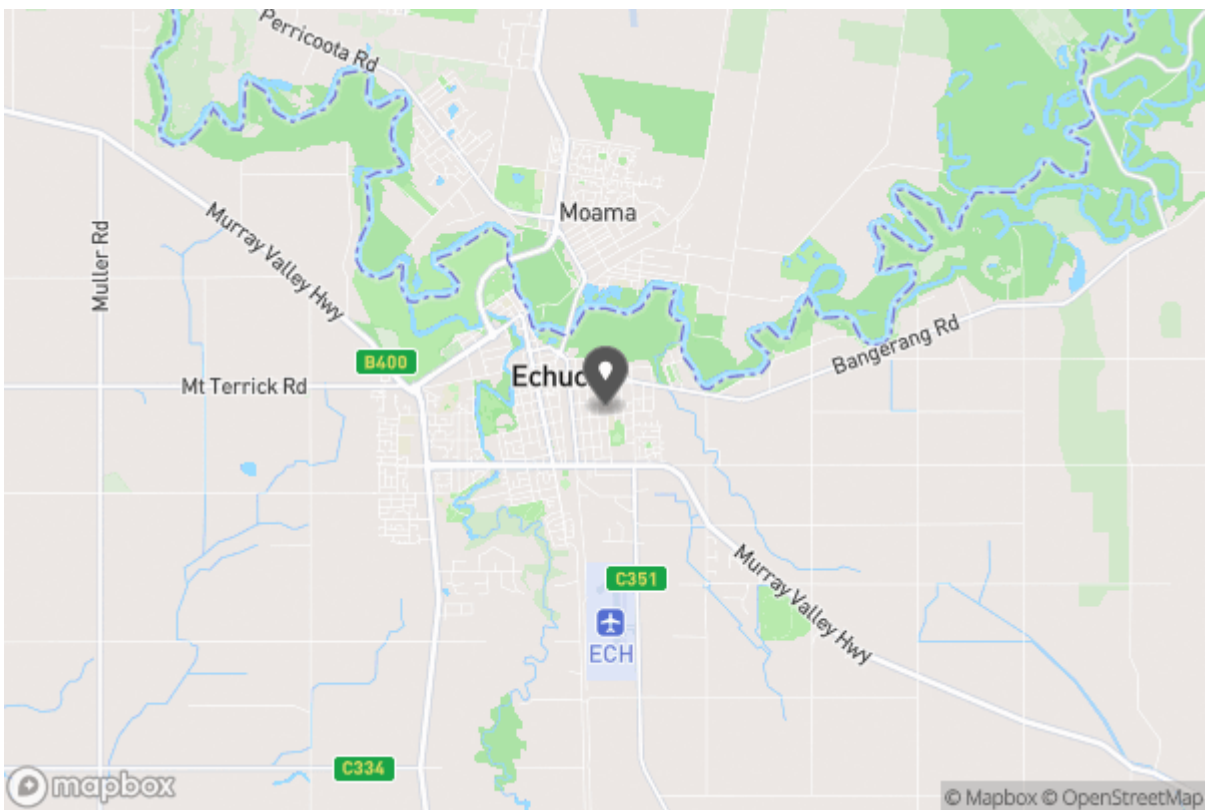 Perricoota Rd
Moama
Muller Rd
Murray Valley Hwy
Bangerang Rd
B400
Echuc
Mt Terrick Rd
C351
Murray Valley Hwy
ECH
C334
mapbox
© Mapbox © OpenStreetMap